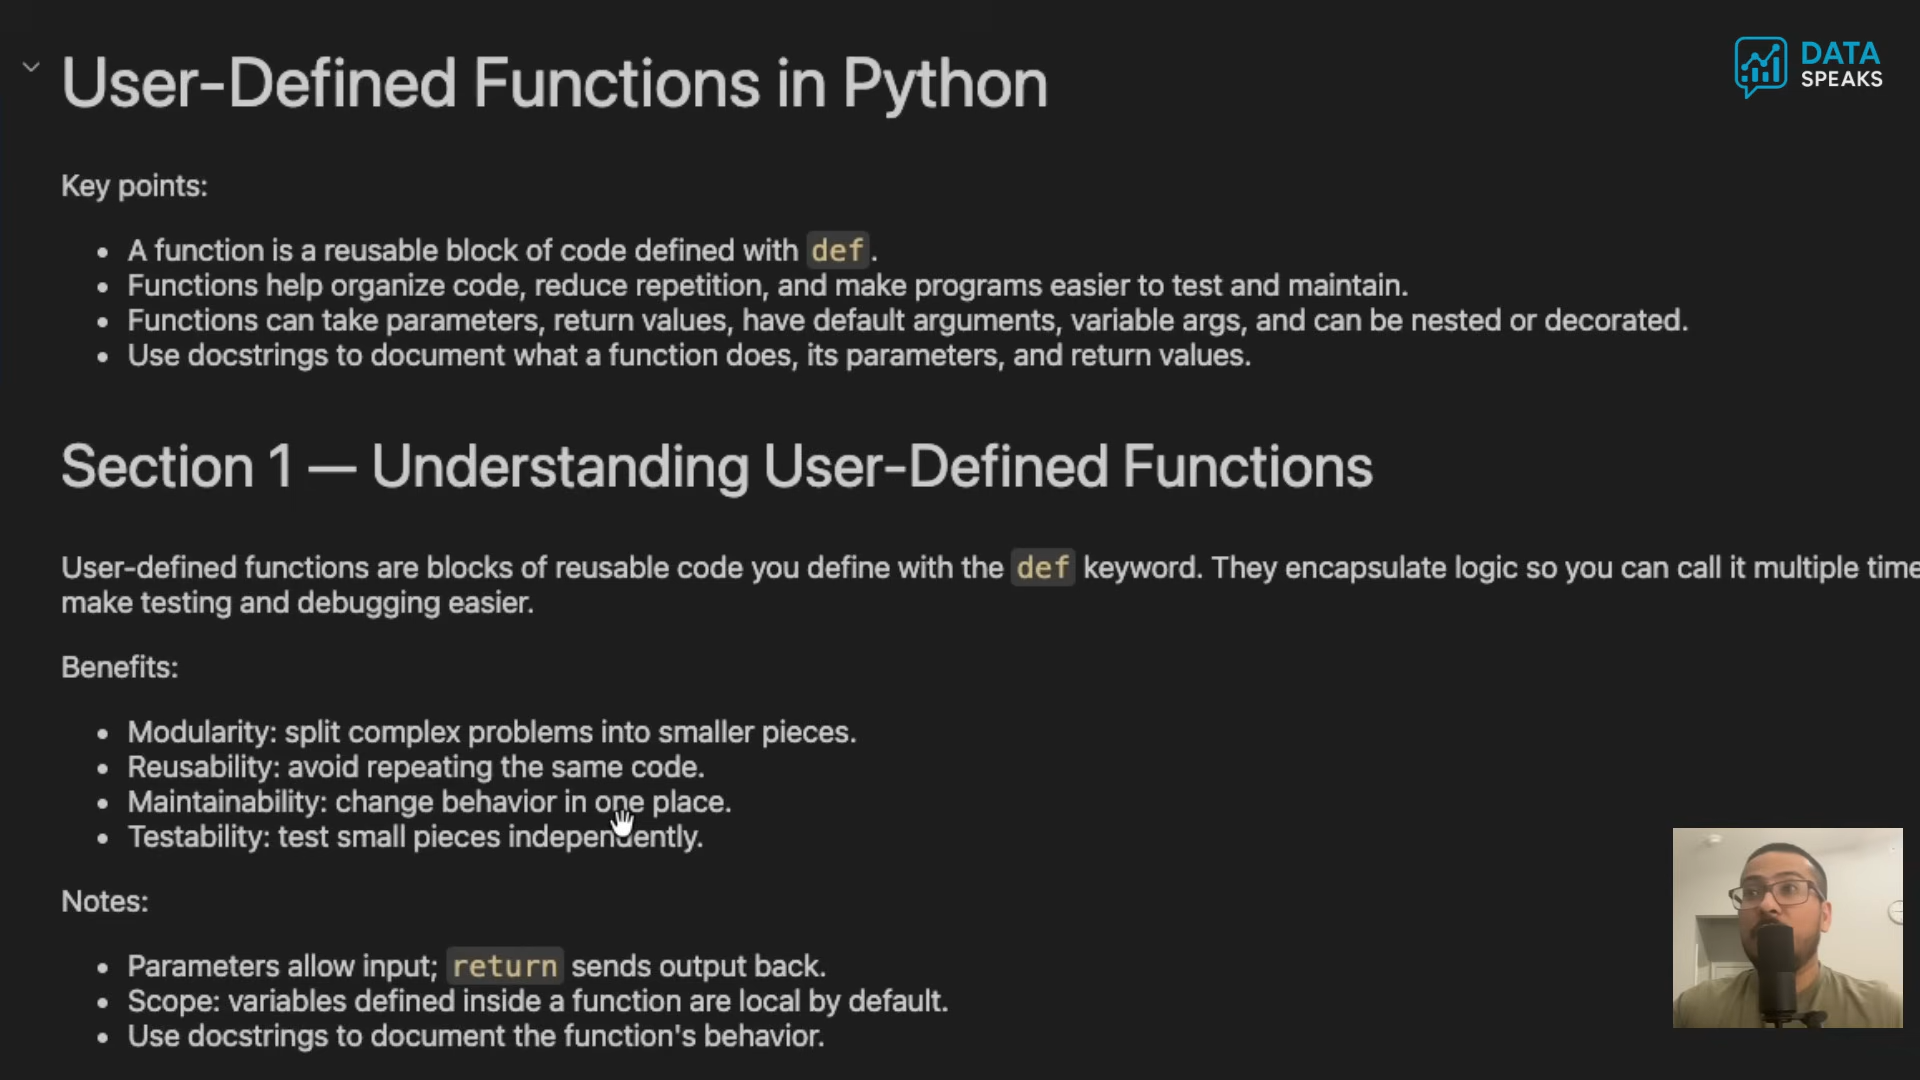 DATA
SPEAKS
User-Defined Functions in Python
Key points:
• A function is a reusable block of code defined with def.
• Functions help organize code, reduce repetition, and make programs easier to test and maintain.
• Functions can take parameters, return values, have default arguments, variable args, and can be nested or decorated.
• Use docstrings to document what a function does, its parameters, and return values.
Section 1 — Understanding User-Defined Functions
User-defined functions are blocks of reusable code you define with the def keyword. They encapsulate logic so you can call it multiple time
make testing and debugging easier.
Benefits:
• Modularity: split complex problems into smaller pieces.
• Reusability: avoid repeating the same code.
• Maintainability: change behavior in one place.
• Testability: test small pieces independently.
Notes:
• Parameters allow input; return sends output back.
• Scope: variables defined inside a function are local by default.
• Use docstrings to document the function's behavior.